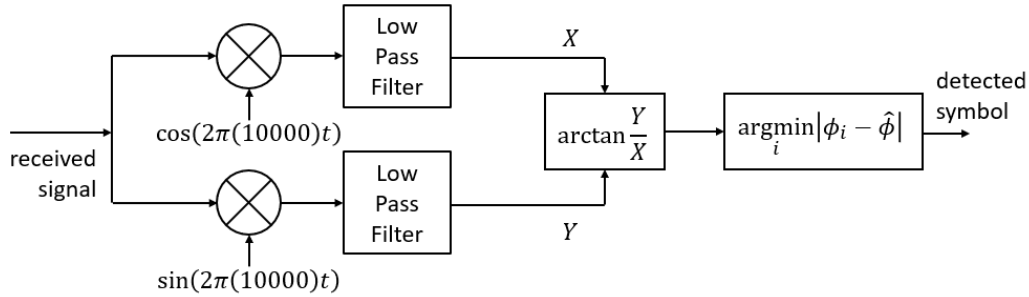 Low
Pass
Filter
X
cos(2π(10000)t)
received
signal
arctan Y/X
argmin|ϕᵢ − ϕ̂|
i
detected
symbol
Low
Pass
Filter
Y
sin(2π(10000)t)